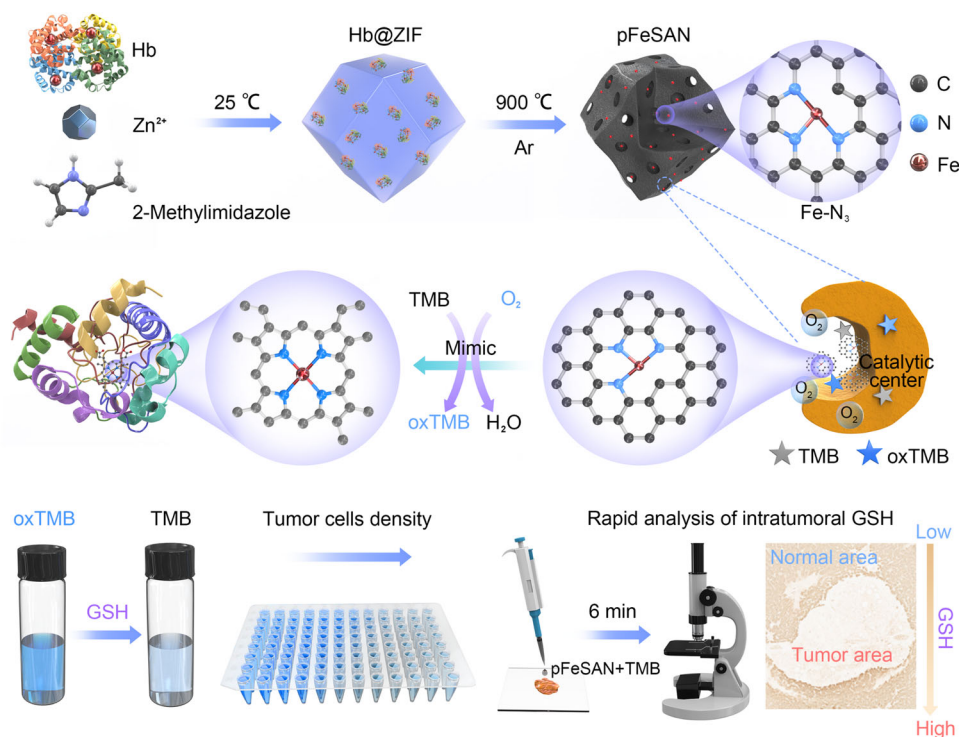 Hb
Zn²⁺
2-Methylimidazole
25 ℃
Hb@ZIF
900 ℃
Ar
pFeSAN
Fe-N₃
C
N
Fe
TMB
O₂
Mimic
oxTMB
H₂O
O₂
O₂
O₂
Catalytic
center
TMB
oxTMB
oxTMB
GSH
TMB
Tumor cells density
Rapid analysis of intratumoral GSH
pFeSAN+TMB
6 min
Normal area
Tumor area
Low
GSH
High